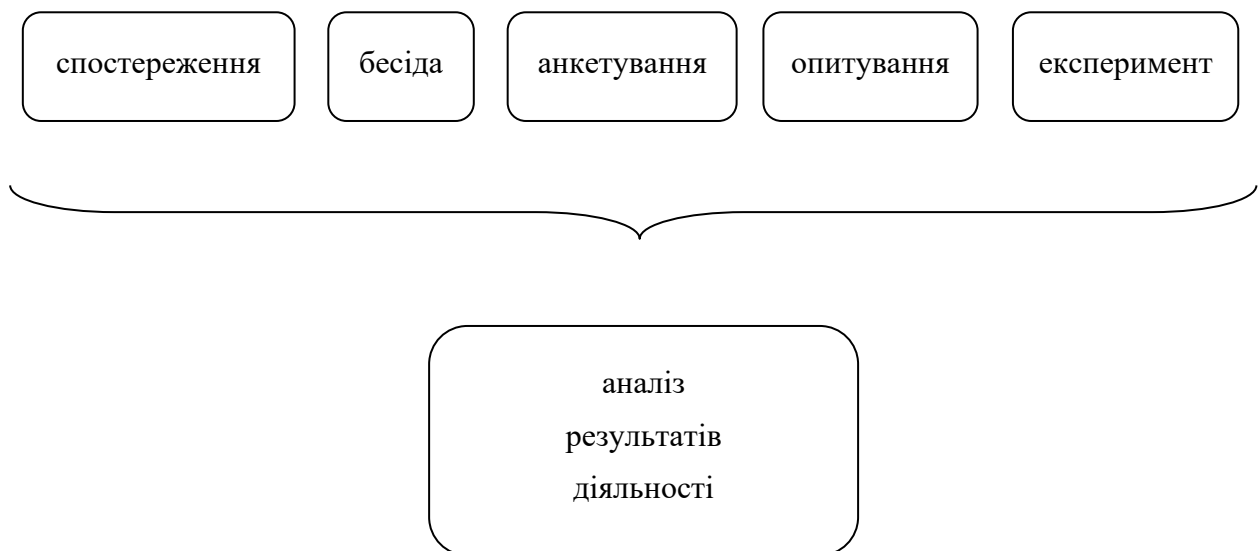 спостереження бесіда анкетування опитування експеримент
аналіз
результатів
діяльності